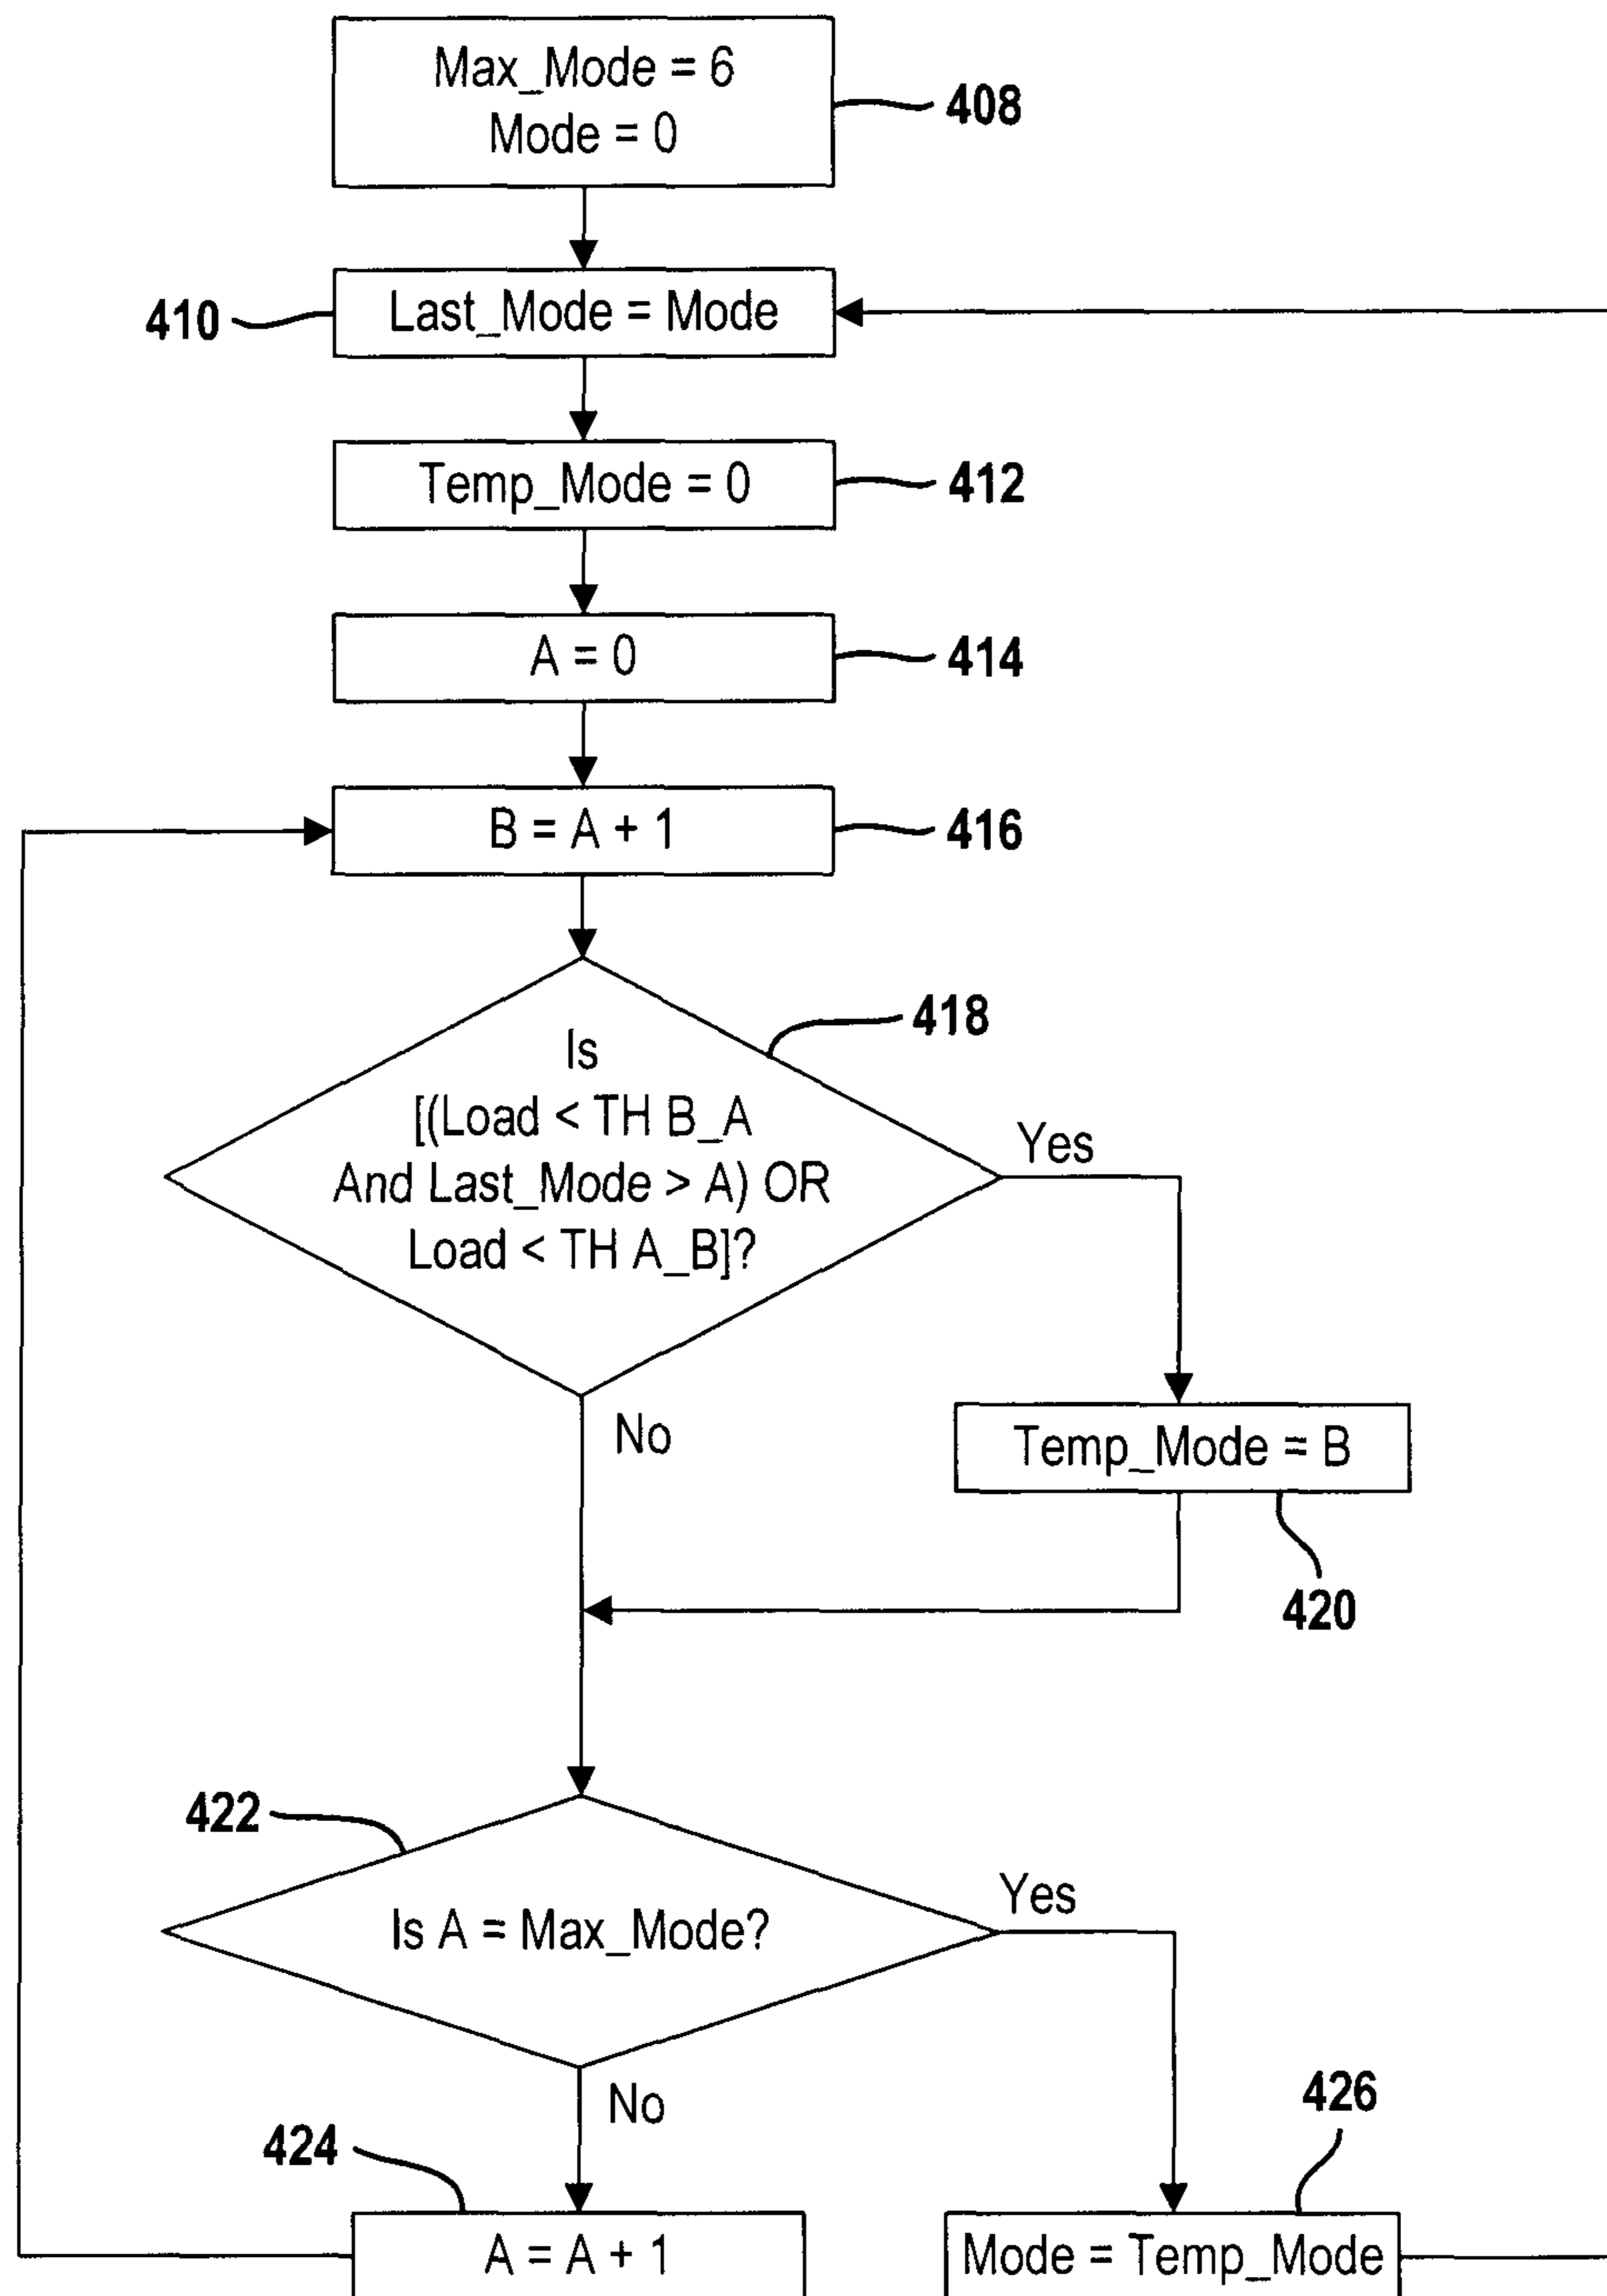 Max_Mode = 6
Mode = 0
408
410
Last_Mode = Mode
Temp_Mode = 0
412
A = 0
414
B = A + 1
416
418
Is
[(Load < TH B_A
And Last_Mode > A) OR
Load < TH A_B]?
Yes
No
Temp_Mode = B
420
422
Is A = Max_Mode?
Yes
No
424
426
A = A + 1
Mode = Temp_Mode